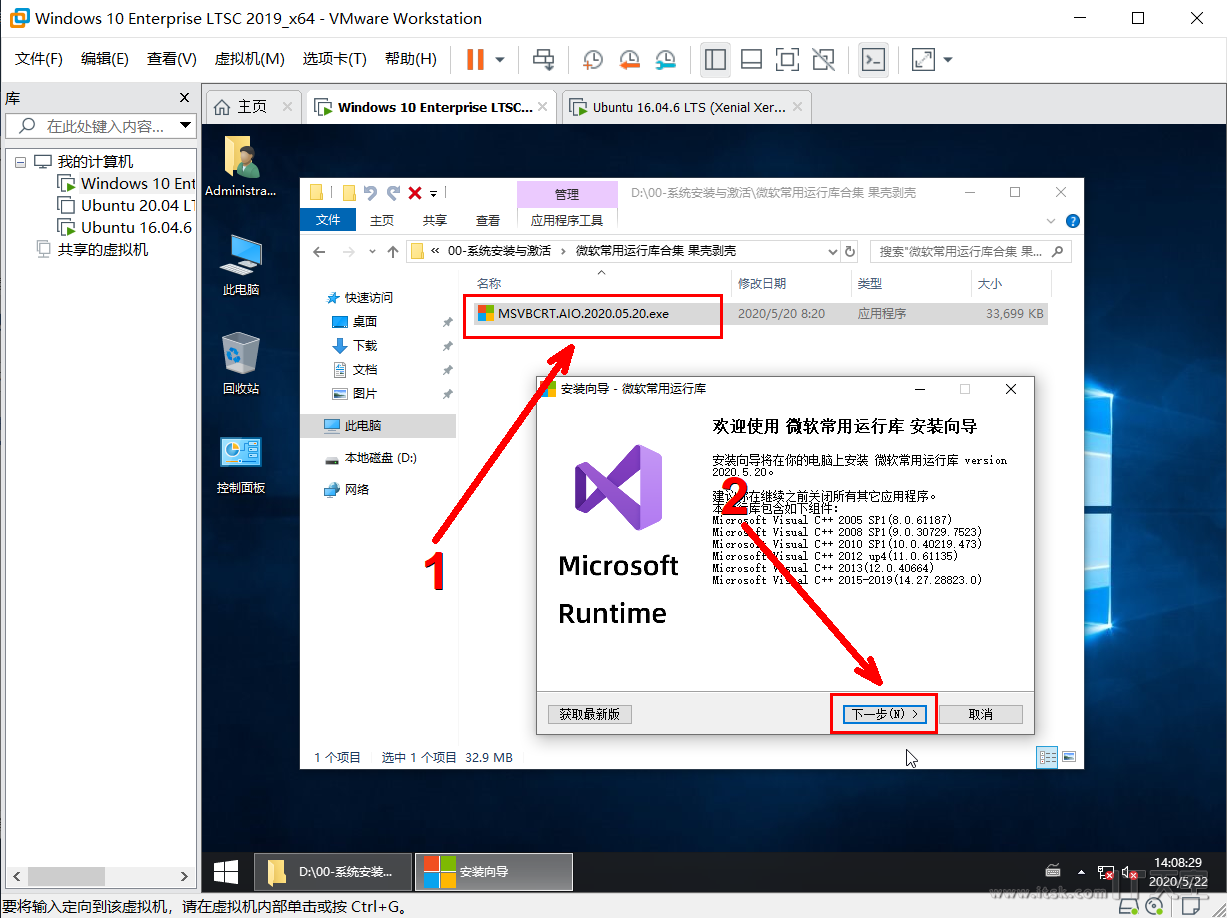 Windows 10 Enterprise LTSC 2019_x64 - VMware Workstation
文件(F) 编辑(E) 查看(V) 虚拟机(M) 选项卡(T) 帮助(H)
库
在此处键入内容...
我的计算机
Windows 10 Ent
Ubuntu 20.04 LT
Ubuntu 16.04.6
共享的虚拟机
主页 Windows 10 Enterprise LTSC... Ubuntu 16.04.6 LTS (Xenial Xer...
Administra...
此电脑
回收站
控制面板
管理 D:\00-系统安装与激活\微软常用运行库合集 果壳剥壳
文件 主页 共享 查看 应用程序工具
« 00-系统安装与激活 › 微软常用运行库合集 果壳剥壳 搜索"微软常用运行库合集 果...
名称 修改日期 类型 大小
快速访问
桌面
下载
文档
图片
此电脑
本地磁盘 (D:)
网络
MSVBCRT.AIO.2020.05.20.exe 2020/5/20 8:20 应用程序 33,699 KB
1
2
安装向导 - 微软常用运行库
欢迎使用 微软常用运行库 安装向导
安装向导将在你的电脑上安装 微软常用运行库 version
2020.5.20。
建议你在继续之前关闭所有其它应用程序。
本运行库包含如下组件:
Microsoft Visual C++ 2005 SP1(8.0.61187)
Microsoft Visual C++ 2008 SP1(9.0.30729.7523)
Microsoft Visual C++ 2010 SP1(10.0.40219.473)
Microsoft Visual C++ 2012 up4(11.0.61135)
Microsoft Visual C++ 2013(12.0.40664)
Microsoft Visual C++ 2015-2019(14.27.28823.0)
Microsoft
Runtime
获取最新版 下一步(N) > 取消
1 个项目 选中 1 个项目 32.9 MB
D:\00-系统安装... 安装向导
14:08:29
2020/5/22
www.itsk.com IT天空
要将输入定向到该虚拟机，请在虚拟机内部单击或按 Ctrl+G。